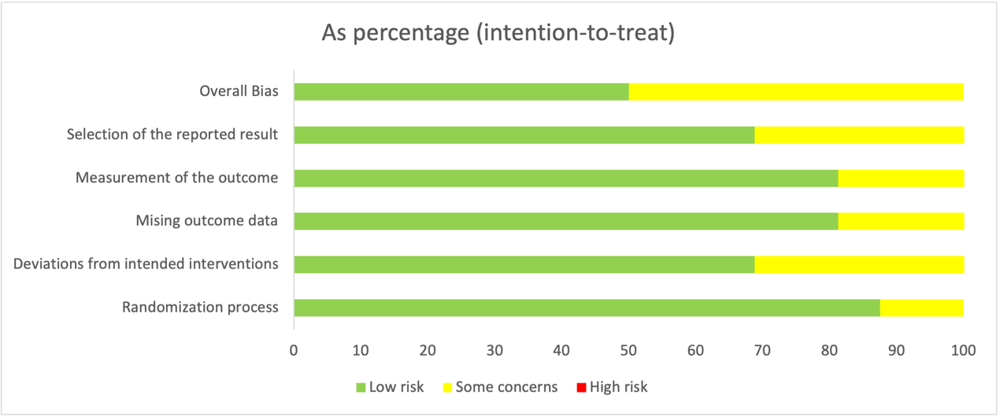 As percentage (intention-to-treat)
Overall Bias
Selection of the reported result
Measurement of the outcome
Mising outcome data
Deviations from intended interventions
Randomization process
0 10 20 30 40 50 60 70 80 90 100
Low risk Some concerns High risk